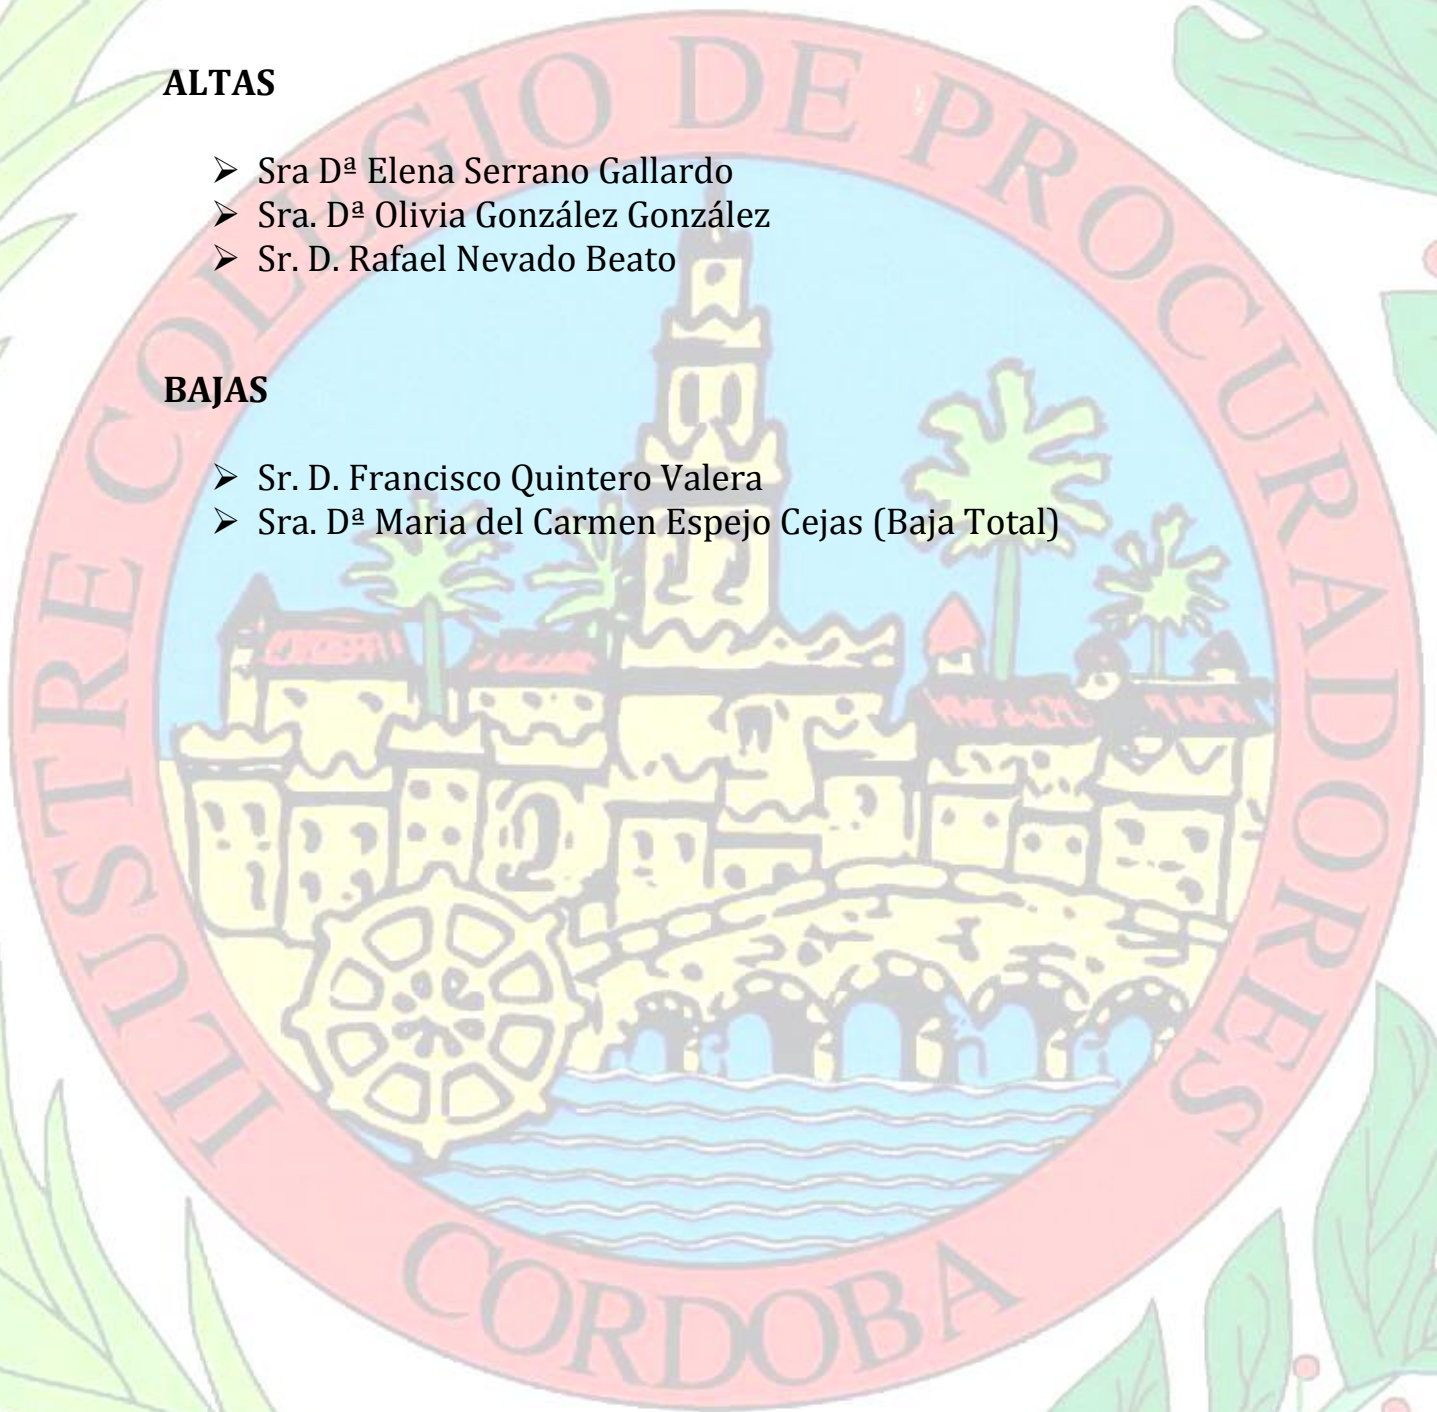 ALTAS
➢ Sra Dª Elena Serrano Gallardo
➢ Sra. Dª Olivia González González
➢ Sr. D. Rafael Nevado Beato
BAJAS
➢ Sr. D. Francisco Quintero Valera
➢ Sra. Dª Maria del Carmen Espejo Cejas (Baja Total)
ILUSTRE COLEGIO DE PROCURADORES
CORDOBA